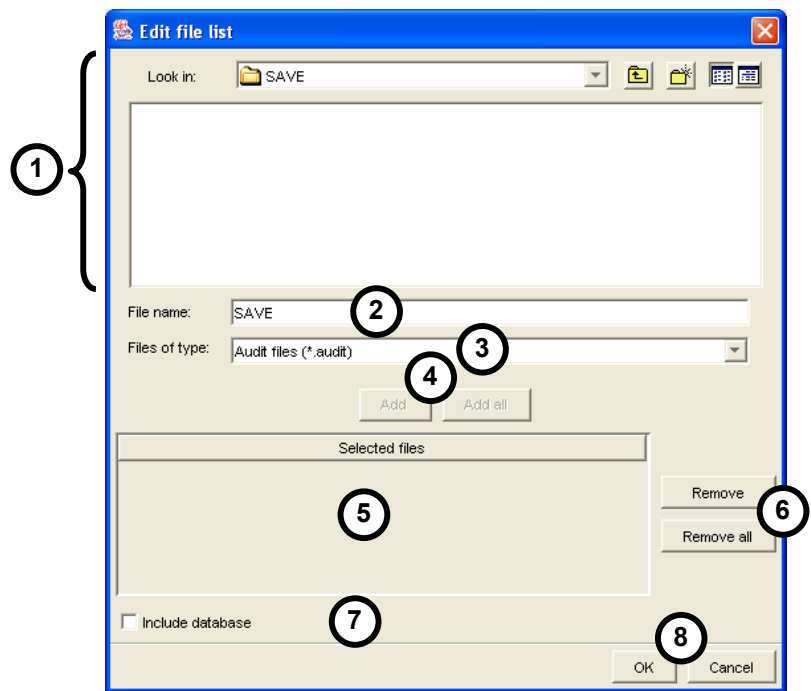 Edit file list
Look in: SAVE
1
File name: SAVE 2
Files of type: Audit files (*.audit) 3
4
Add Add all
Selected files
5
Remove
6
Remove all
Include database 7
8
OK Cancel